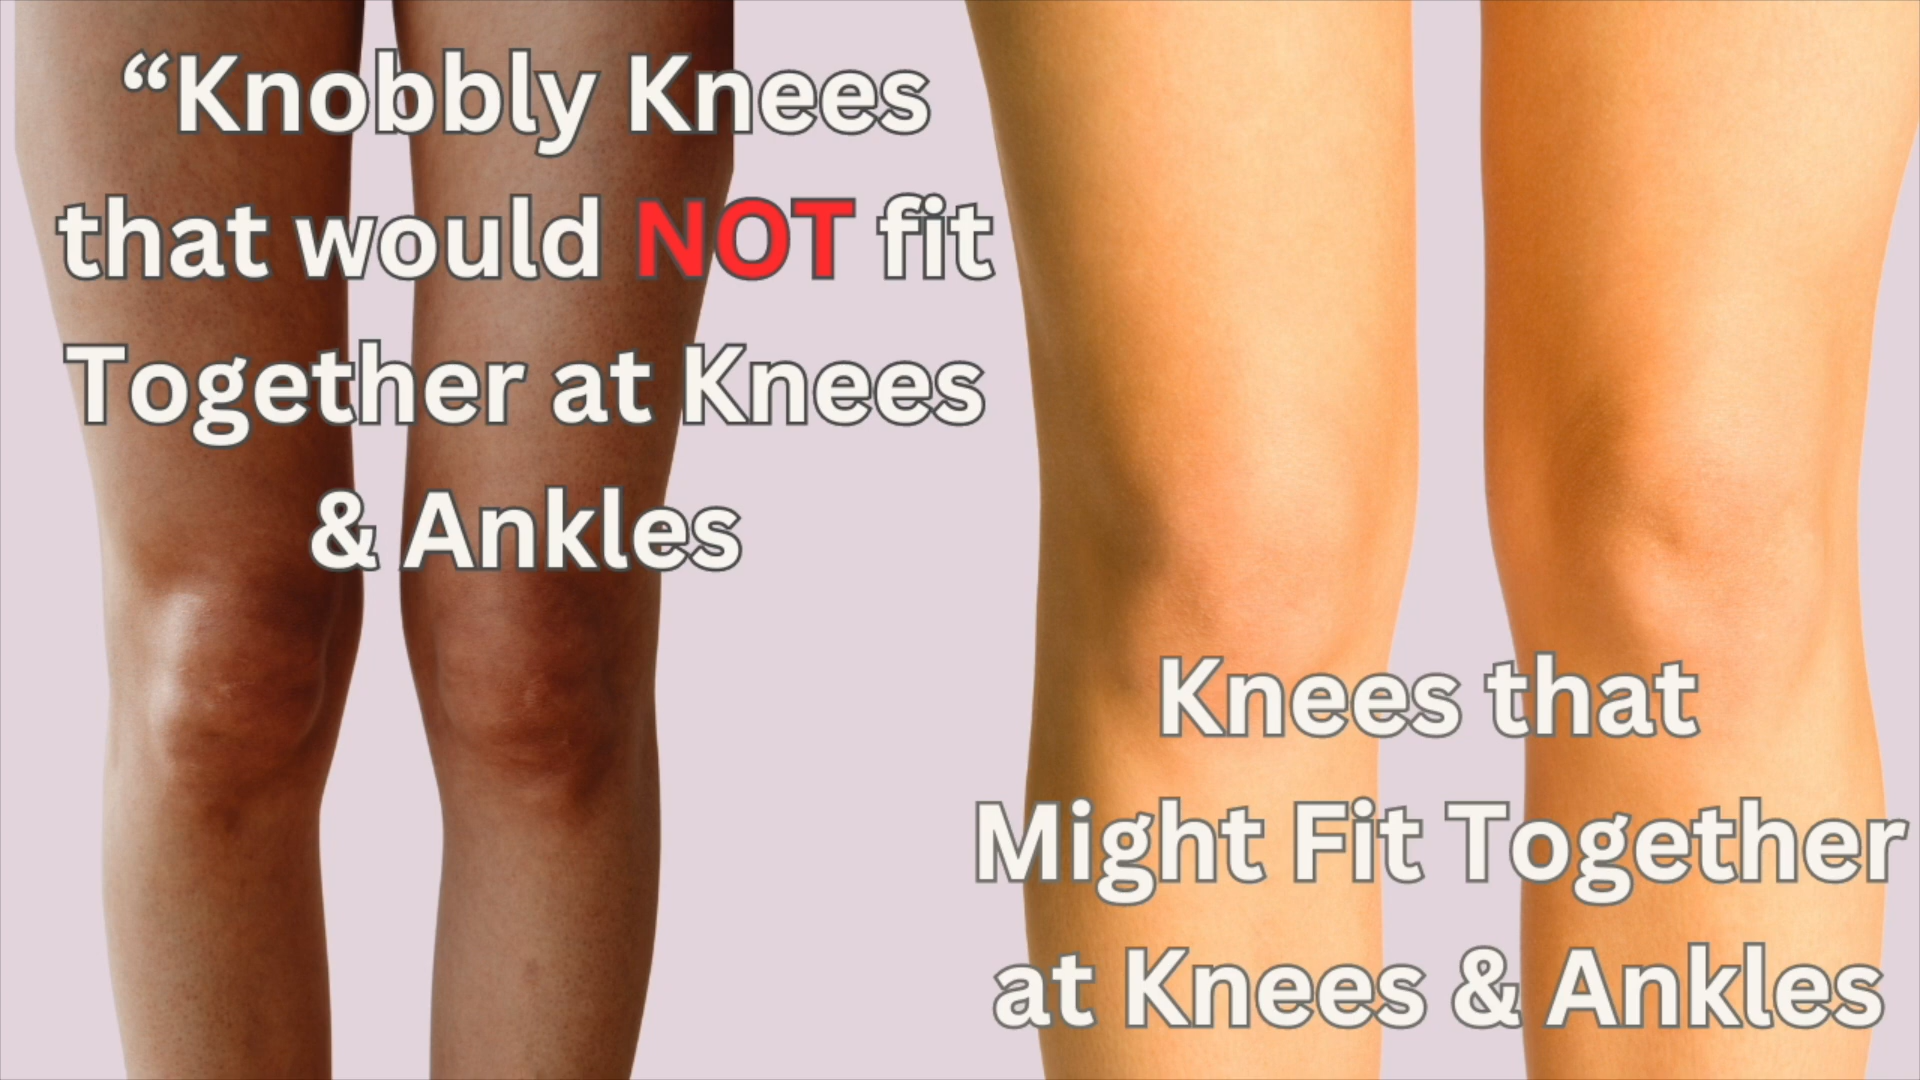 “Knobbly Knees
that would NOT fit
Together at Knees
& Ankles
Knees that
Might Fit Together
at Knees & Ankles